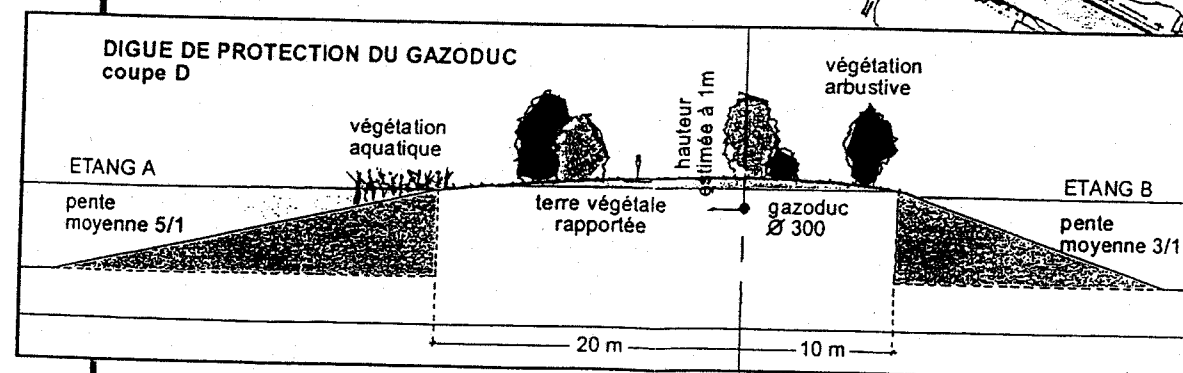 DIGUE DE PROTECTION DU GAZODUC
coupe D
végétation
arbustive
hauteur
estimée à 1m
végétation
aquatique
ETANG A
ETANG B
pente
moyenne 5/1
terre végétale
rapportée
gazoduc
Ø 300
pente
moyenne 3/1
20 m
10 m